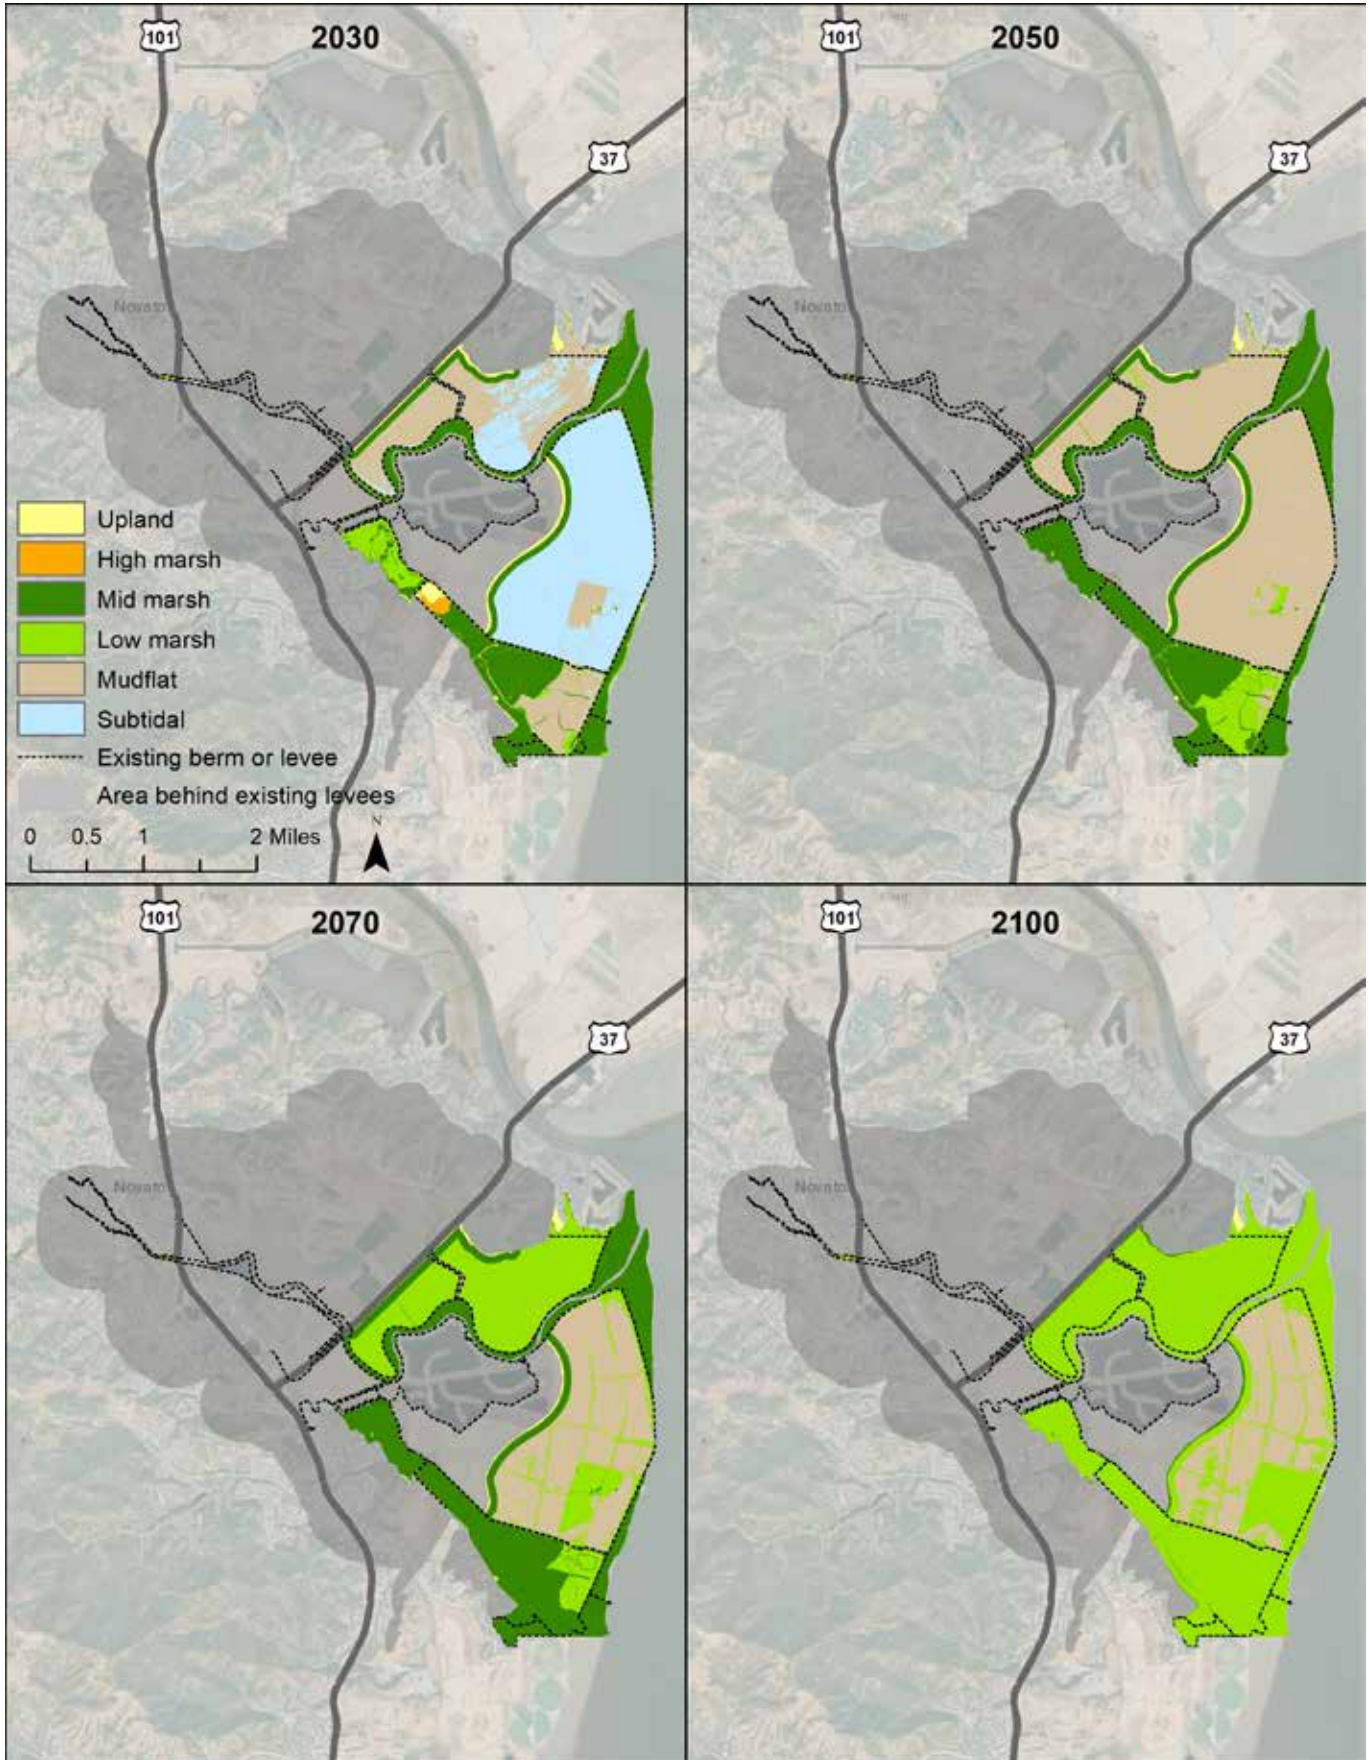 101
2030
37
Novato
Upland
High marsh
Mid marsh
Low marsh
Mudflat
Subtidal
Existing berm or levee
Area behind existing levees
0 0.5 1 2 Miles
N
101
2050
37
Novato
101
2070
37
Novato
101
2100
37
Novato